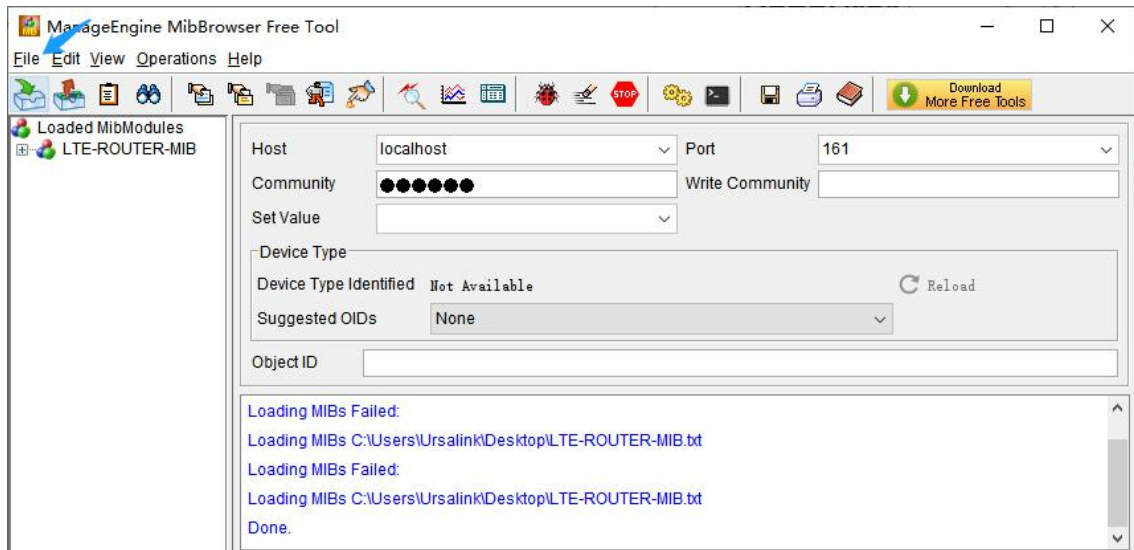 ManageEngine MibBrowser Free Tool
File Edit View Operations Help
STOP
Download
More Free Tools
Loaded MibModules
LTE-ROUTER-MIB
Host localhost Port 161
Community ●●●●●● Write Community
Set Value
Device Type
Device Type Identified Not Available Reload
Suggested OIDs None
Object ID
Loading MIBs Failed:
Loading MIBs C:\Users\Ursalink\Desktop\LTE-ROUTER-MIB.txt
Loading MIBs Failed:
Loading MIBs C:\Users\Ursalink\Desktop\LTE-ROUTER-MIB.txt
Done.